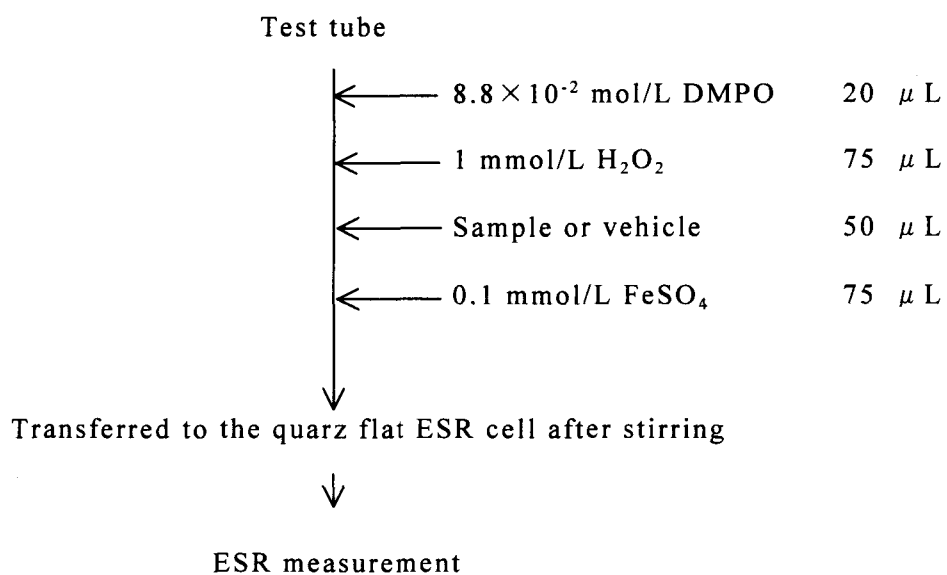 Test tube
8.8×10⁻² mol/L DMPO 20 μL
1 mmol/L H₂O₂ 75 μL
Sample or vehicle 50 μL
0.1 mmol/L FeSO₄ 75 μL
Transferred to the quarz flat ESR cell after stirring
ESR measurement